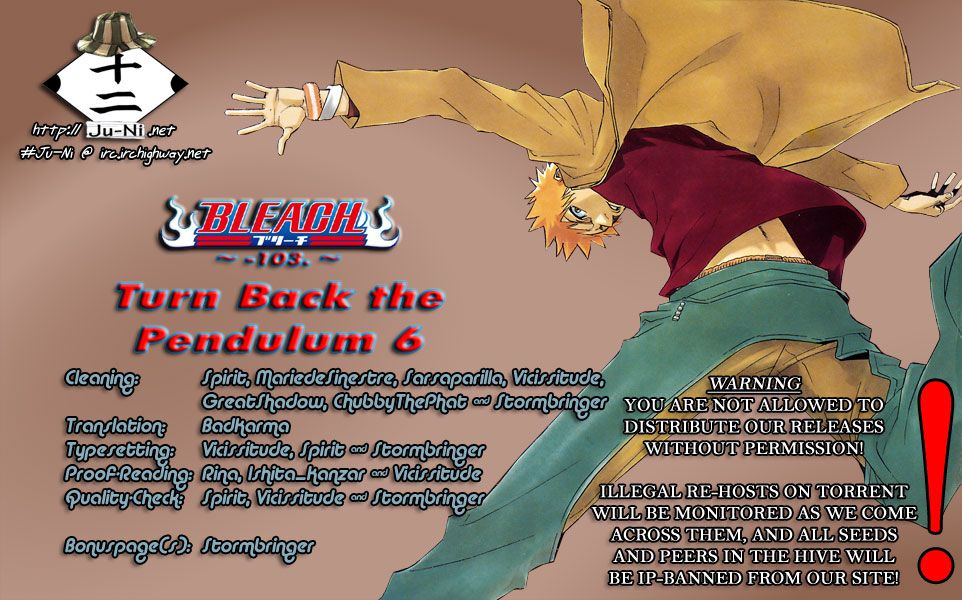 十二
http:// Ju-Ni .net
#Ju-Ni @ irc.irchighway.net
BLEACH
ブリーチ
~ -103. ~
Turn Back the
Pendulum 6
Cleaning: Spirit, MariedeSinestre, Sarsaparilla, Vicissitude,
GreatShadow, ChubbyThePhat and Stormbringer
Translation: BadKarma
Typesetting: Vicissitude, Spirit and Stormbringer
Proof-Reading: Rina, Ishita_Kanzar and Vicissitude
Quality-Check: Spirit, Vicissitude and Stormbringer
Bonuspage(s): Stormbringer
WARNING
YOU ARE NOT ALLOWED TO
DISTRIBUTE OUR RELEASES
WITHOUT PERMISSION!
ILLEGAL RE-HOSTS ON TORRENT
WILL BE MONITORED AS WE COME
ACROSS THEM, AND ALL SEEDS
AND PEERS IN THE HIVE WILL
BE IP-BANNED FROM OUR SITE!
!